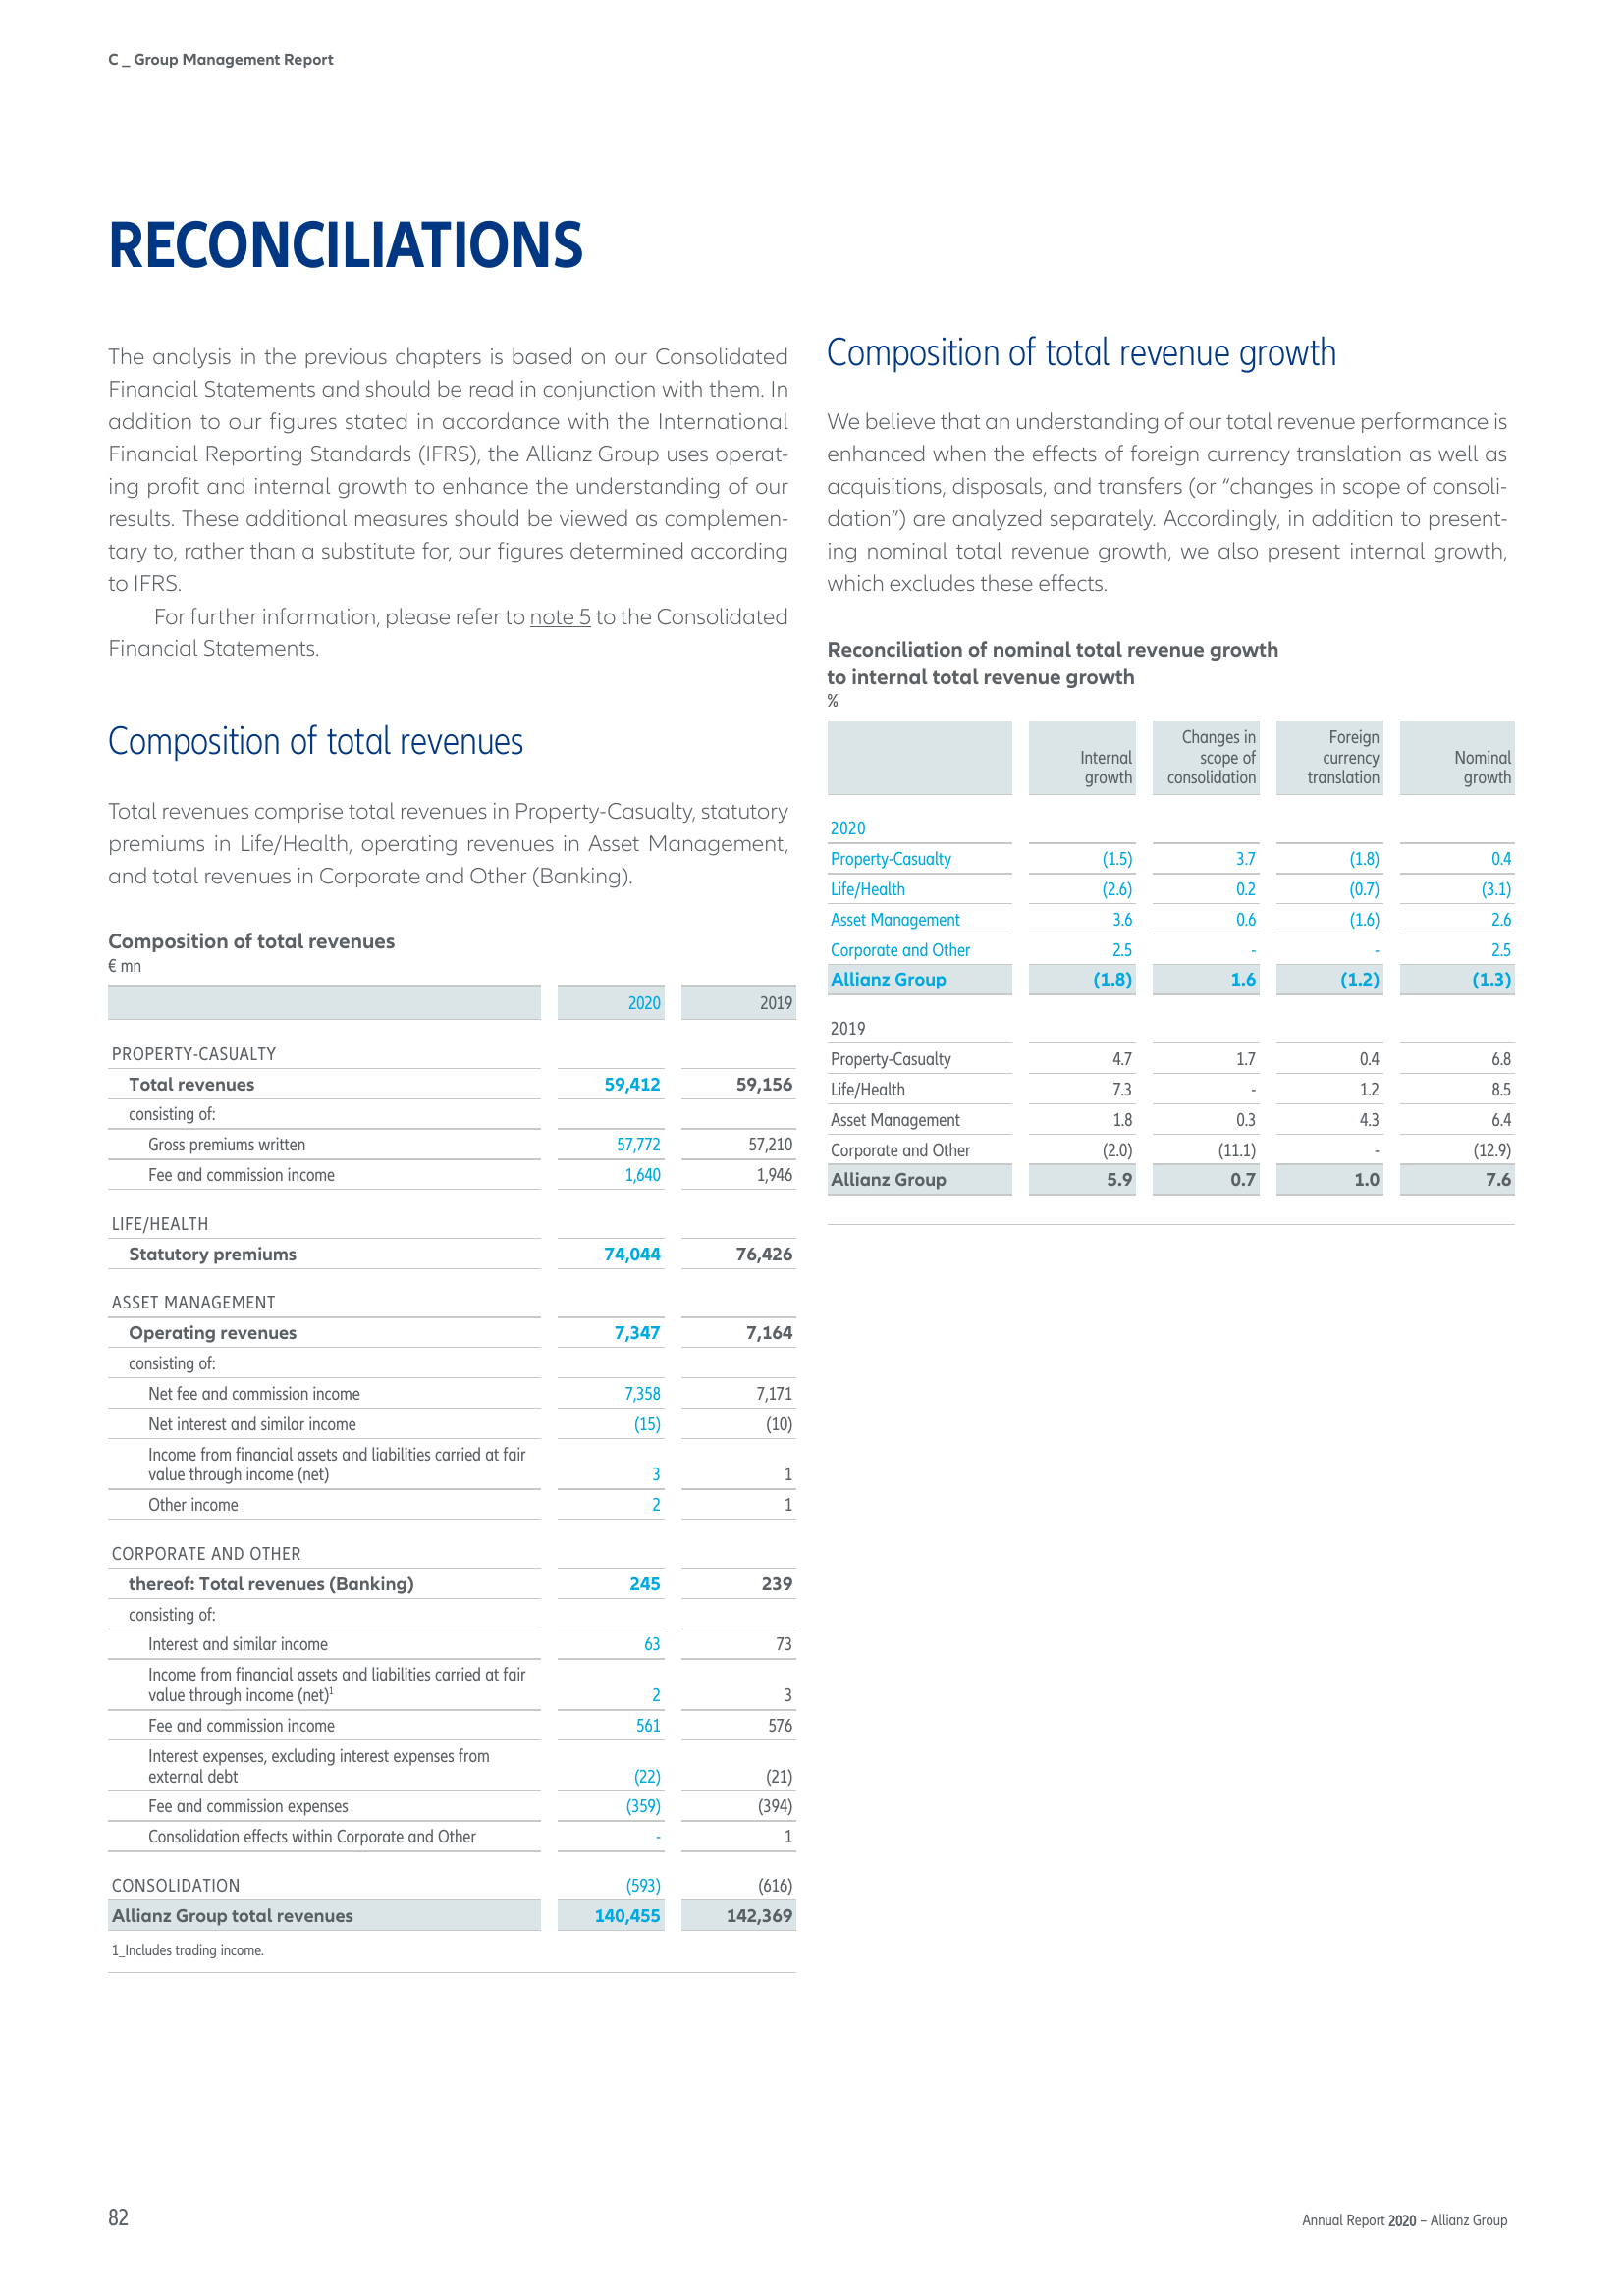 C _ Group Management Report
RECONCILIATIONS
The analysis in the previous chapters is based on our Consolidated
Financial Statements and should be read in conjunction with them. In
addition to our figures stated in accordance with the International
Financial Reporting Standards (IFRS), the Allianz Group uses operat-
ing profit and internal growth to enhance the understanding of our
results. These additional measures should be viewed as complemen-
tary to, rather than a substitute for, our figures determined according
to IFRS.
For further information, please refer to note 5 to the Consolidated
Financial Statements.
Composition of total revenues
Total revenues comprise total revenues in Property-Casualty, statutory
premiums in Life/Health, operating revenues in Asset Management,
and total revenues in Corporate and Other (Banking).
Composition of total revenues
€ mn
2020 2019
PROPERTY-CASUALTY
Total revenues 59,412 59,156
consisting of:
Gross premiums written 57,772 57,210
Fee and commission income 1,640 1,946
LIFE/HEALTH
Statutory premiums 74,044 76,426
ASSET MANAGEMENT
Operating revenues 7,347 7,164
consisting of:
Net fee and commission income 7,358 7,171
Net interest and similar income (15) (10)
Income from financial assets and liabilities carried at fair
value through income (net) 3 1
Other income 2 1
CORPORATE AND OTHER
thereof: Total revenues (Banking) 245 239
consisting of:
Interest and similar income 63 73
Income from financial assets and liabilities carried at fair
value through income (net)1 2 3
Fee and commission income 561 576
Interest expenses, excluding interest expenses from
external debt (22) (21)
Fee and commission expenses (359) (394)
Consolidation effects within Corporate and Other - 1
CONSOLIDATION (593) (616)
Allianz Group total revenues 140,455 142,369
1_Includes trading income.
Composition of total revenue growth
We believe that an understanding of our total revenue performance is
enhanced when the effects of foreign currency translation as well as
acquisitions, disposals, and transfers (or “changes in scope of consoli-
dation”) are analyzed separately. Accordingly, in addition to present-
ing nominal total revenue growth, we also present internal growth,
which excludes these effects.
Reconciliation of nominal total revenue growth
to internal total revenue growth
%
Changes in Foreign
Internal scope of currency Nominal
growth consolidation translation growth
2020
Property-Casualty (1.5) 3.7 (1.8) 0.4
Life/Health (2.6) 0.2 (0.7) (3.1)
Asset Management 3.6 0.6 (1.6) 2.6
Corporate and Other 2.5 - - 2.5
Allianz Group (1.8) 1.6 (1.2) (1.3)
2019
Property-Casualty 4.7 1.7 0.4 6.8
Life/Health 7.3 - 1.2 8.5
Asset Management 1.8 0.3 4.3 6.4
Corporate and Other (2.0) (11.1) - (12.9)
Allianz Group 5.9 0.7 1.0 7.6
82
Annual Report 2020 – Allianz Group